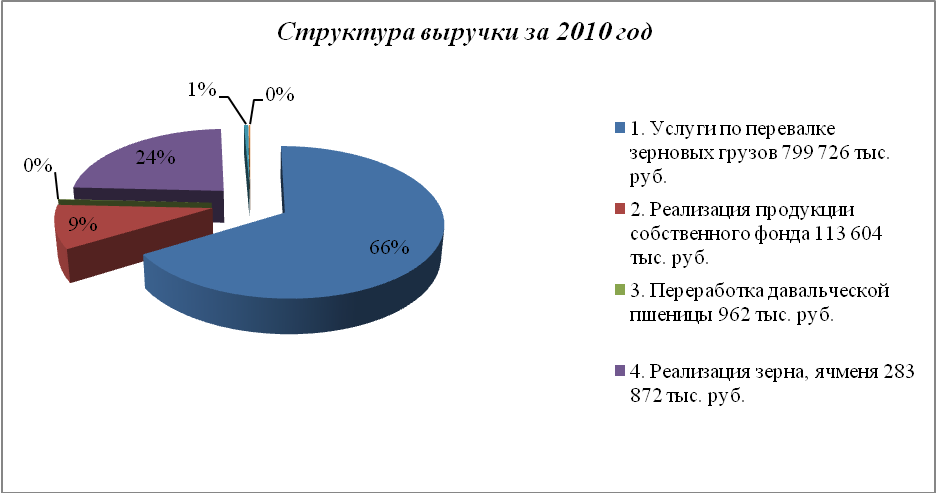 Структура выручки за 2010 год
1%
0%
24%
0%
9%
66%
1. Услуги по перевалке
зерновых грузов 799 726 тыс.
руб.
2. Реализация продукции
собственного фонда 113 604
тыс. руб.
3. Переработка давальческой
пшеницы 962 тыс. руб.
4. Реализация зерна, ячменя 283
872 тыс. руб.